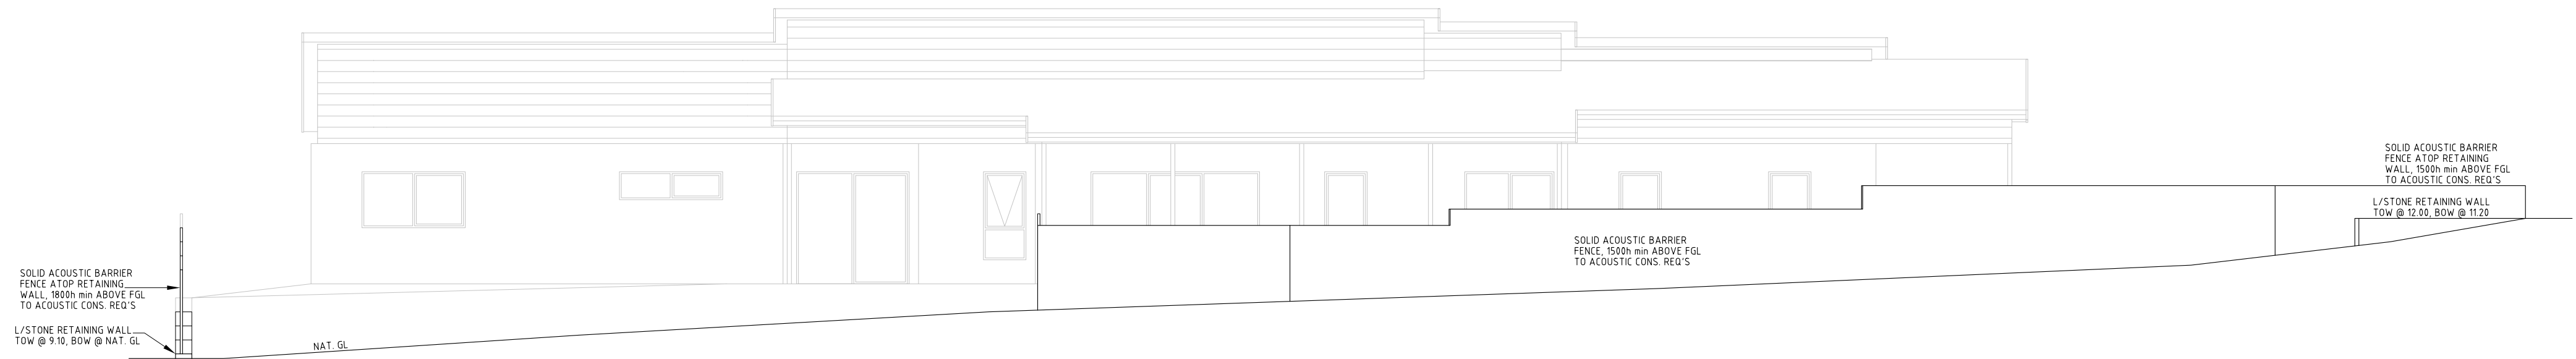 SOLID ACOUSTIC BARRIER
FENCE ATOP RETAINING
WALL, 1800h min ABOVE FGL
TO ACOUSTIC CONS. REQ'S
L/STONE RETAINING WALL
TOW @ 9.10, BOW @ NAT. GL
NAT. GL
SOLID ACOUSTIC BARRIER
FENCE, 1500h min ABOVE FGL
TO ACOUSTIC CONS. REQ'S
SOLID ACOUSTIC BARRIER
FENCE ATOP RETAINING
WALL, 1500h min ABOVE FGL
TO ACOUSTIC CONS. REQ'S
L/STONE RETAINING WALL
TOW @ 12.00, BOW @ 11.20